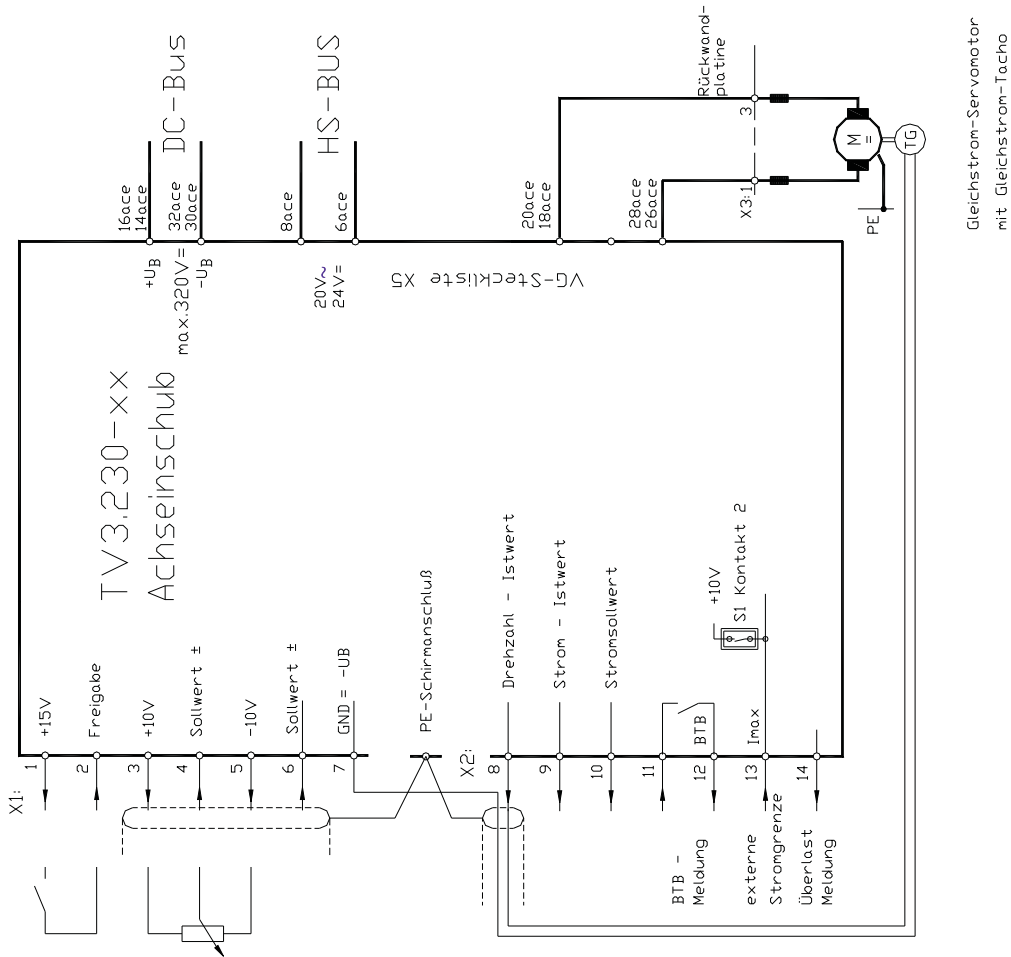 TV3.230-xx
Achseinschub
X1:
1
+15V
2
Freigabe
3
+10V
4
Sollwert ±
5
-10V
6
Sollwert ±
7
GND = -UB
PE-Schirmanschluß
X2:
8
Drehzahl - Istwert
9
Strom - Istwert
10
Stromsollwert
11
12
BTB
BTB -
Meldung
13
Imax
externe
Stromgrenze
+10V
S1 Kontakt 2
14
Überlast
Meldung
16ace
14ace
+UB
DC-Bus
max.320V=
32ace
30ace
-UB
8ace
HS-BUS
6ace
20V~
24V=
VG-Steckliste X5
20ace
18ace
28ace
26ace
Rückwand-
platine
3
X3:1
M
=
TG
PE
Gleichstrom-Servomotor
mit Gleichstrom-Tacho